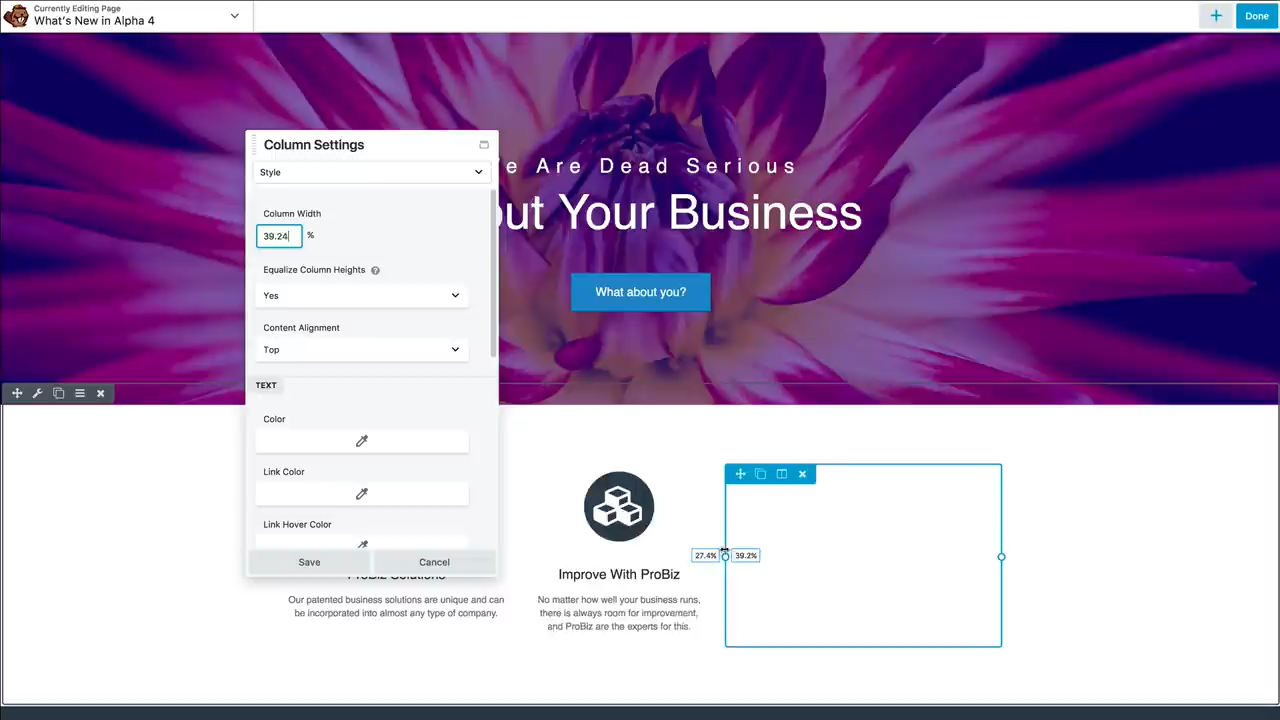 Currently Editing Page
What's New in Alpha 4
Done
Column Settings
Style
e Are Dead Serious
Column Width
out Your Business
39.24 %
Equalize Column Heights ?
Yes
What about you?
Content Alignment
Top
TEXT
Color
Link Color
Link Hover Color
27.4% 39.2%
Save Cancel
ProBiz Solutions
Improve With ProBiz
Our patented business solutions are unique and can
be incorporated into almost any type of company.
No matter how well your business runs,
there is always room for improvement,
and ProBiz are the experts for this.